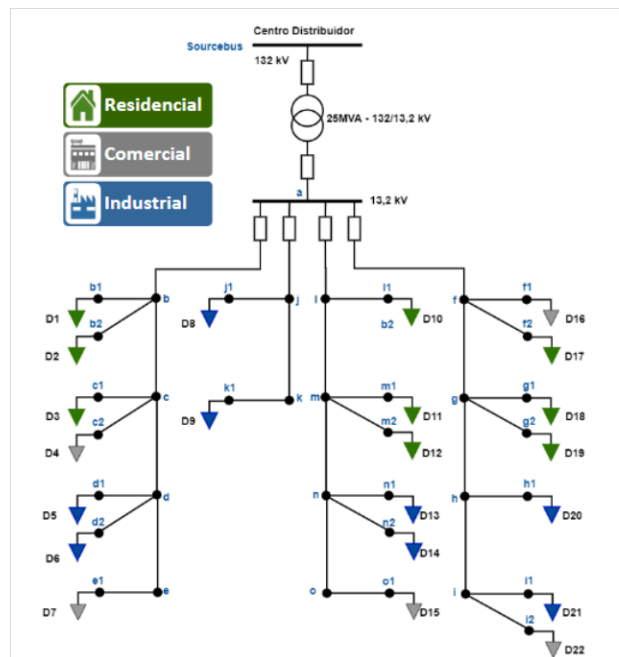 Centro Distribuidor
Sourcebus
132 kV
Residencial
25MVA - 132/13,2 kV
Comercial
Industrial
a
13,2 kV
b1 b j1 j l l1 f f1
D1 D8 b2 D10 D16
b2 f2
D2 D17
c1 c k1 k m m1 g g1
D3 D9 D11 D18
c2 m2 g2
D4 D12 D19
d1 d n n1 h h1
D5 D13 D20
d2 n2
D6 D14
e1 e o o1 i i1
D7 D15 D21
i2
D22